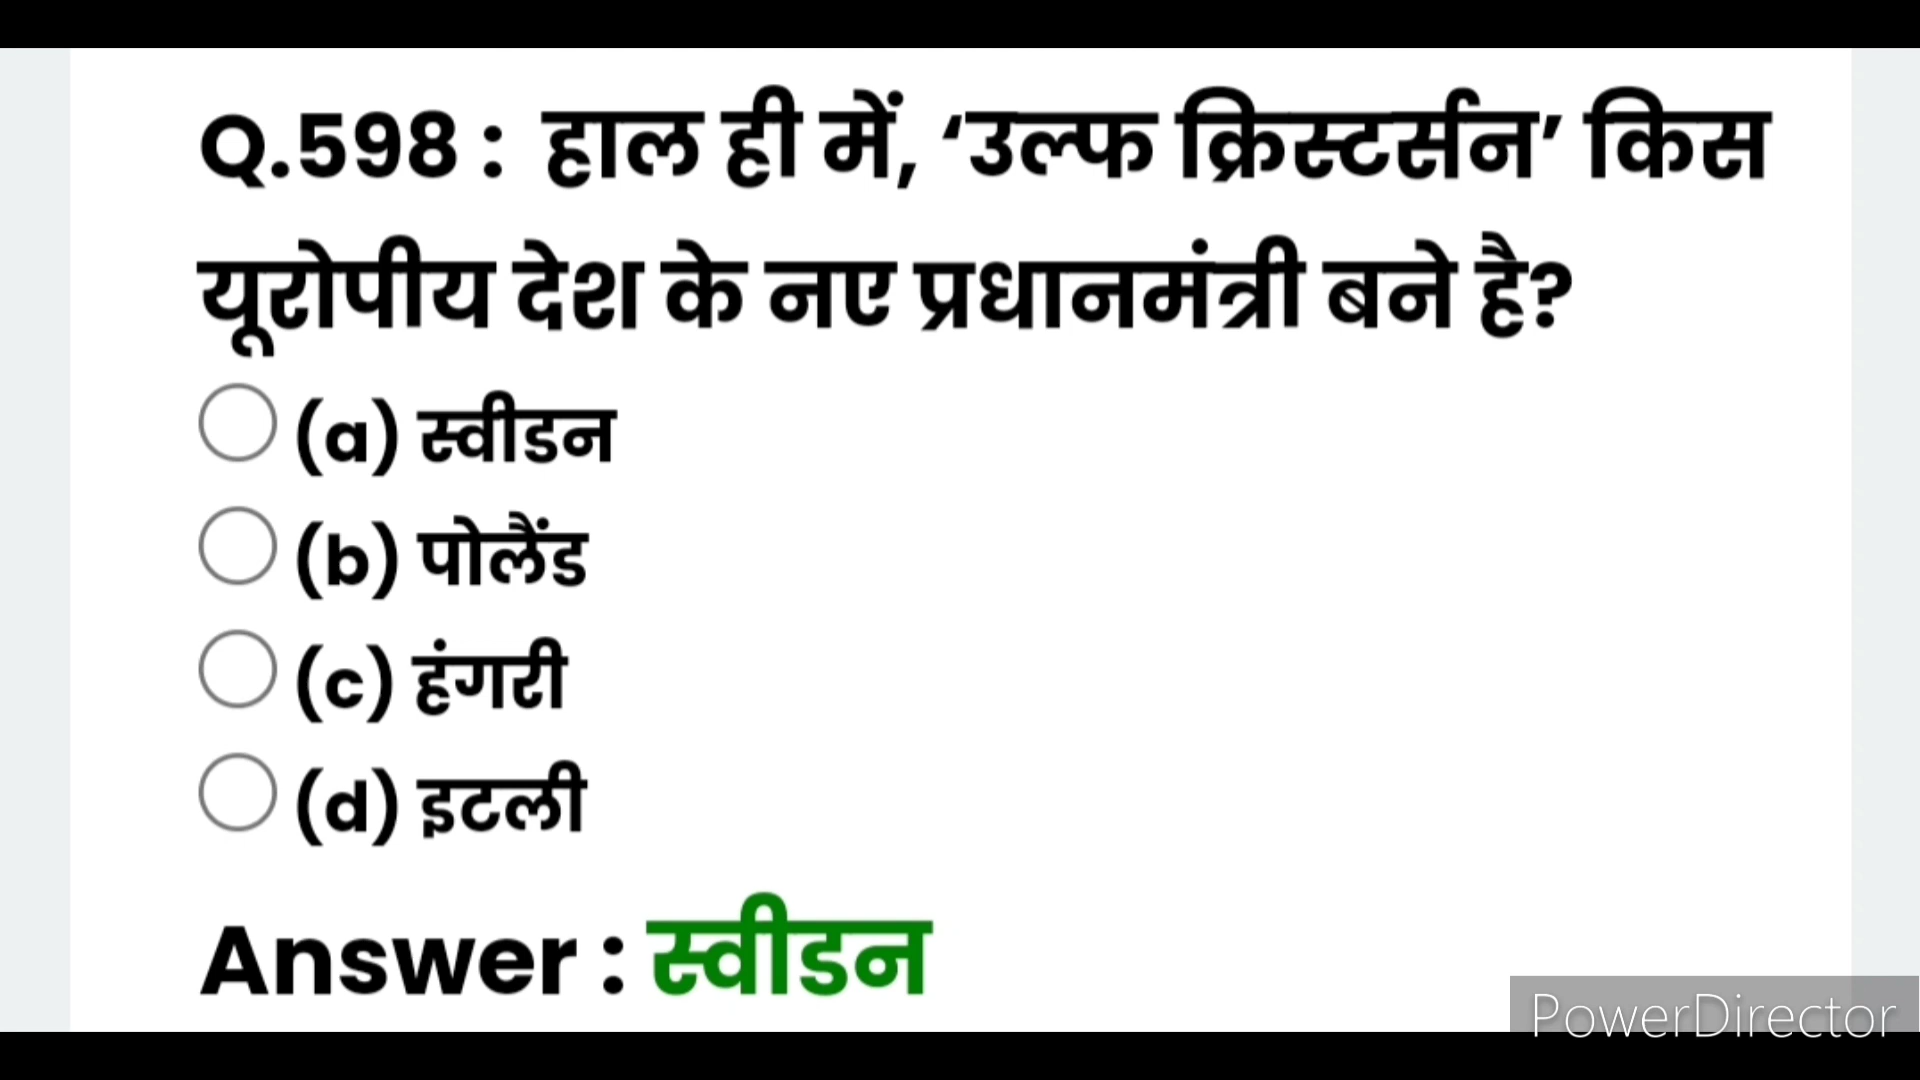 Q.598 : हाल ही में, ‘उल्फ क्रिस्टर्सन’ किस
यूरोपीय देश के नए प्रधानमंत्री बने है?
(a) स्वीडन
(b) पोलैंड
(c) हंगरी
(d) इटली
Answer : स्वीडन
PowerDirector